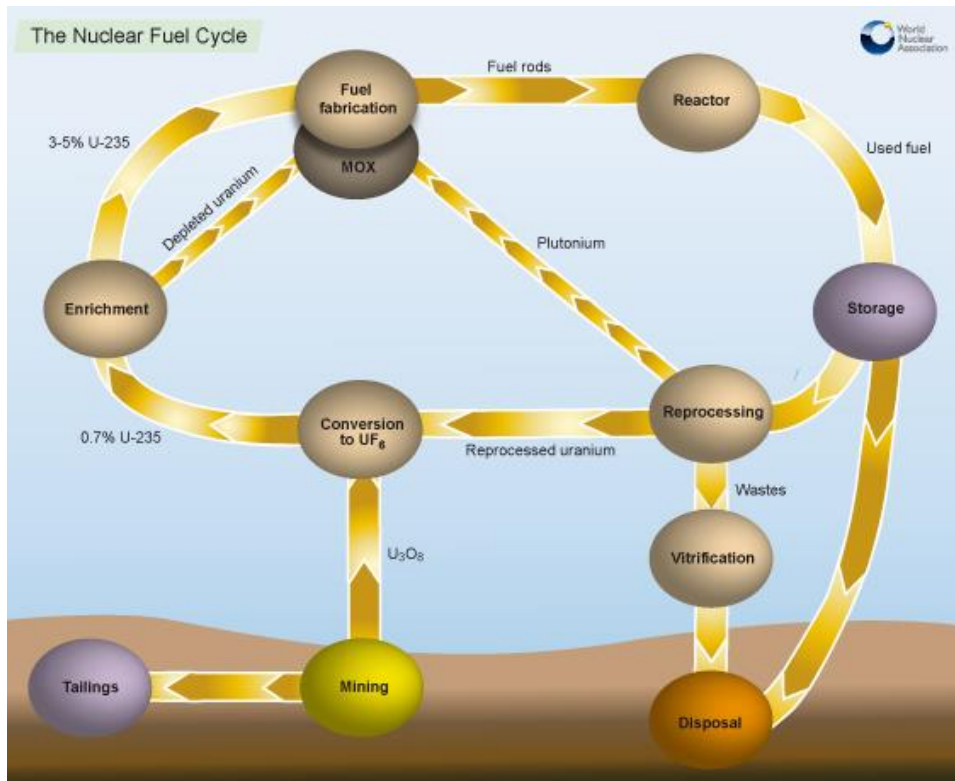 The Nuclear Fuel Cycle
World
Nuclear
Association
Fuel rods
Fuel
fabrication
Reactor
3-5% U-235
MOX
Used fuel
Depleted uranium
Plutonium
Enrichment
Storage
Conversion
to UF₆
Reprocessing
0.7% U-235
Reprocessed uranium
Wastes
U₃O₈
Vitrification
Tailings
Mining
Disposal